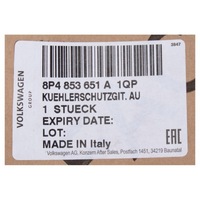 2847
VOLKSWAGEN
GROUP
8P4 853 651 A 1QP
KUEHLERSCHUTZGIT. AU
1 STUECK
EXPIRY DATE:
LOT:
MADE IN Italy
EAC
Volkswagen AG, Konzern After Sales, Postfach 1451, 34219 Baunatal